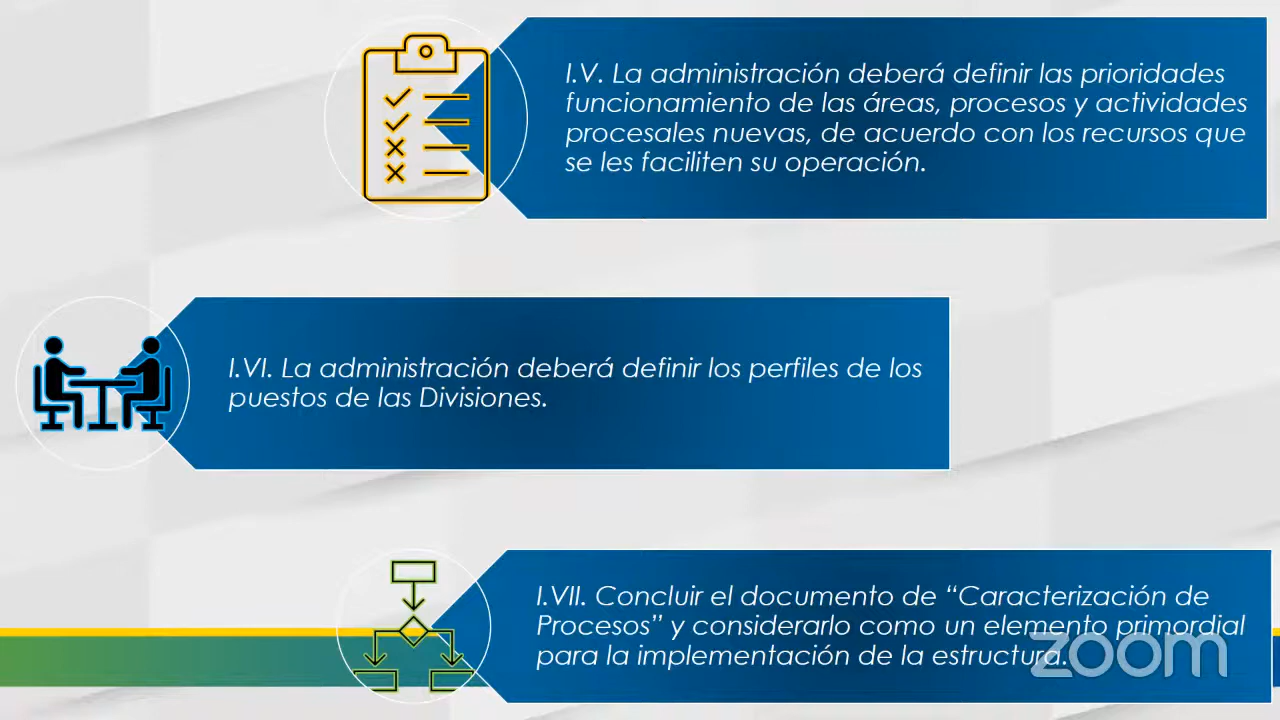 I.V. La administración deberá definir las prioridades
funcionamiento de las áreas, procesos y actividades
procesales nuevas, de acuerdo con los recursos que
se les faciliten su operación.
I.VI. La administración deberá definir los perfiles de los
puestos de las Divisiones.
I.VII. Concluir el documento de “Caracterización de
Procesos” y considerarlo como un elemento primordial
para la implementación de la estructura.
zoom